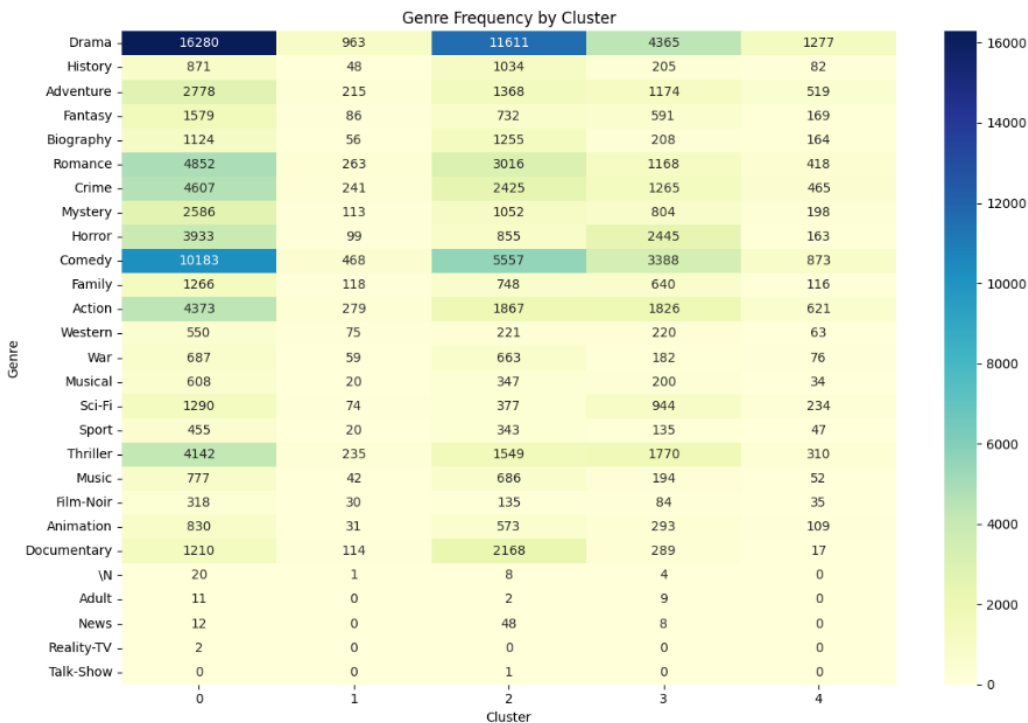 Genre Frequency by Cluster
Drama 16280 963 11611 4365 1277
History 871 48 1034 205 82
Adventure 2778 215 1368 1174 519
Fantasy 1579 86 732 591 169
Biography 1124 56 1255 208 164
Romance 4852 263 3016 1168 418
Crime 4607 241 2425 1265 465
Mystery 2586 113 1052 804 198
Horror 3933 99 855 2445 163
Comedy 10183 468 5557 3388 873
Family 1266 118 748 640 116
Action 4373 279 1867 1826 621
Western 550 75 221 220 63
War 687 59 663 182 76
Musical 608 20 347 200 34
Sci-Fi 1290 74 377 944 234
Sport 455 20 343 135 47
Thriller 4142 235 1549 1770 310
Music 777 42 686 194 52
Film-Noir 318 30 135 84 35
Animation 830 31 573 293 109
Documentary 1210 114 2168 289 17
\N 20 1 8 4 0
Adult 11 0 2 9 0
News 12 0 48 8 0
Reality-TV 2 0 0 0 0
Talk-Show 0 0 1 0 0
0 1 2 3 4
Cluster
Genre
16000
14000
12000
10000
8000
6000
4000
2000
0